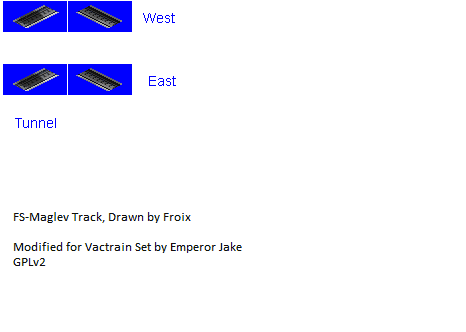 West
East
Tunnel
FS-Maglev Track, Drawn by Froix
Modified for Vactrain Set by Emperor Jake
GPLv2